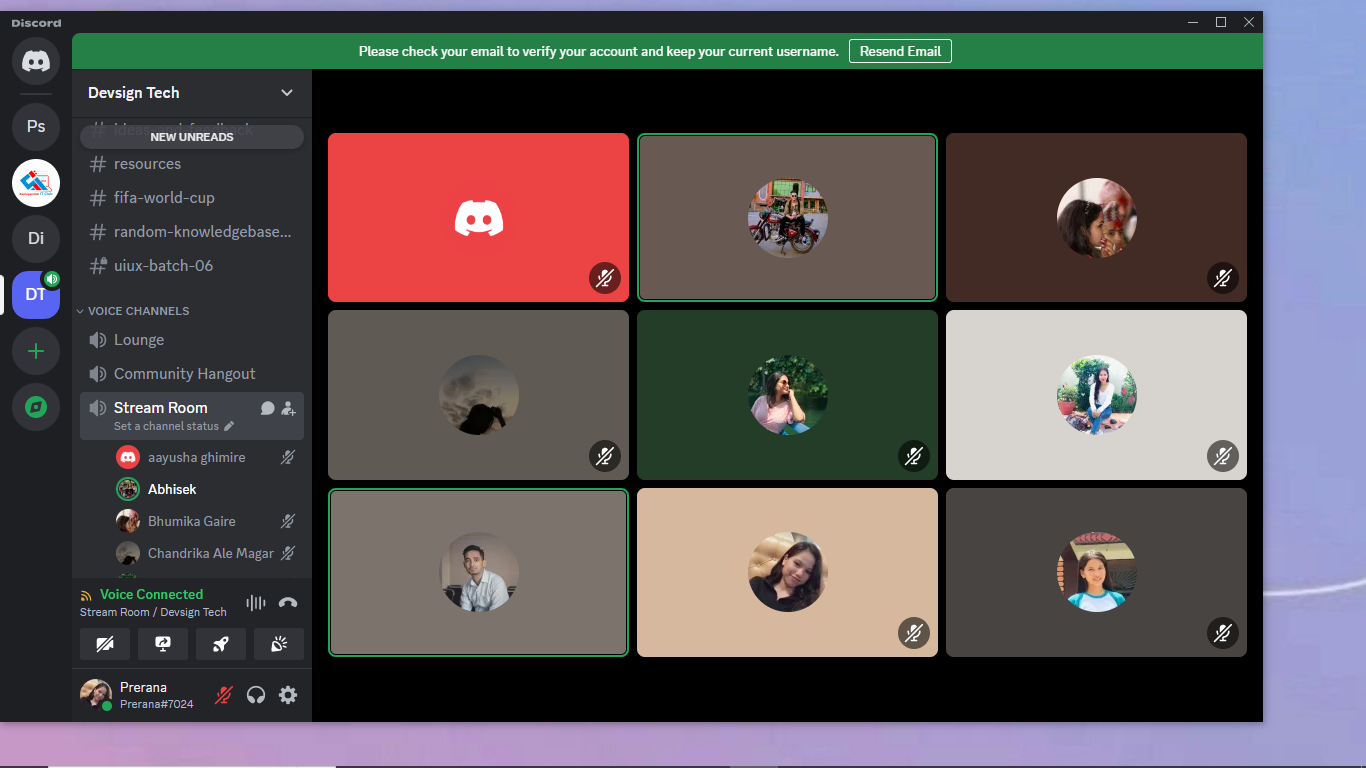 Discord
Please check your email to verify your account and keep your current username.
Resend Email
Devsign Tech
NEW UNREADS
resources
fifa-world-cup
random-knowledgebase...
uiux-batch-06
VOICE CHANNELS
Lounge
Community Hangout
Stream Room
Set a channel status
aayusha ghimire
Abhisek
Bhumika Gaire
Chandrika Ale Magar
Voice Connected
Stream Room / Devsign Tech
Prerana
Prerana#7024
Ps
Di
DT